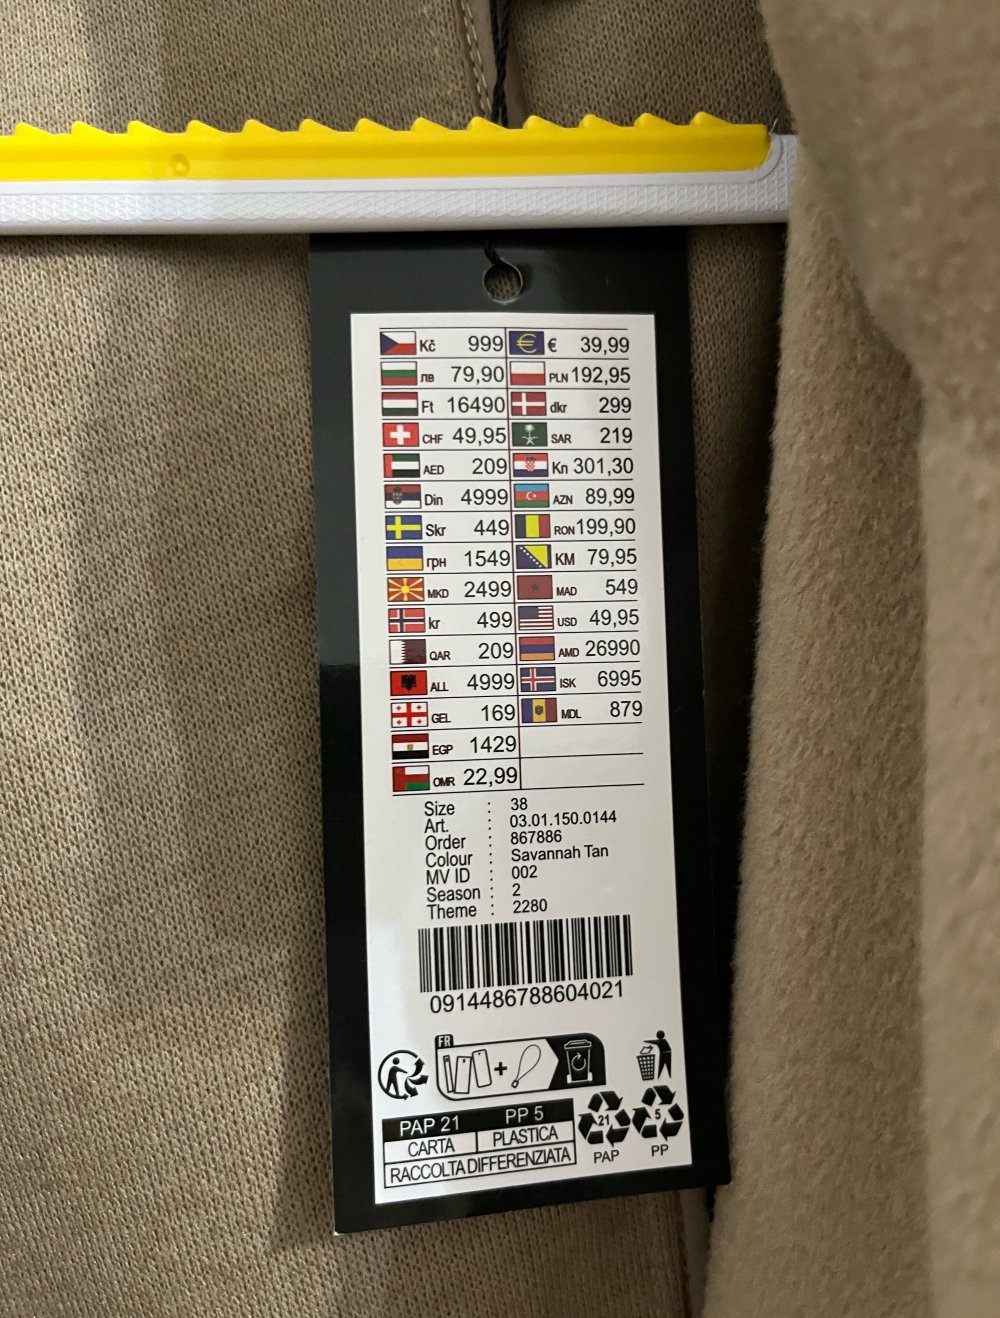 Kč 999 € 39,99
лв 79,90 PLN 192,95
Ft 16490 dkr 299
CHF 49,95 SAR 219
AED 209 Kn 301,30
Din 4999 AZN 89,99
Skr 449 RON 199,90
грн 1549 KM 79,95
MKD 2499 MAD 549
kr 499 USD 49,95
QAR 209 AMD 26990
ALL 4999 ISK 6995
GEL 169 MDL 879
EGP 1429
OMR 22,99
Size : 38
Art. : 03.01.150.0144
Order : 867886
Colour : Savannah Tan
MV ID : 002
Season : 2
Theme : 2280
0914486788604021
FR
+
PAP 21 PP 5
CARTA PLASTICA
RACCOLTA DIFFERENZIATA
21 5
PAP PP